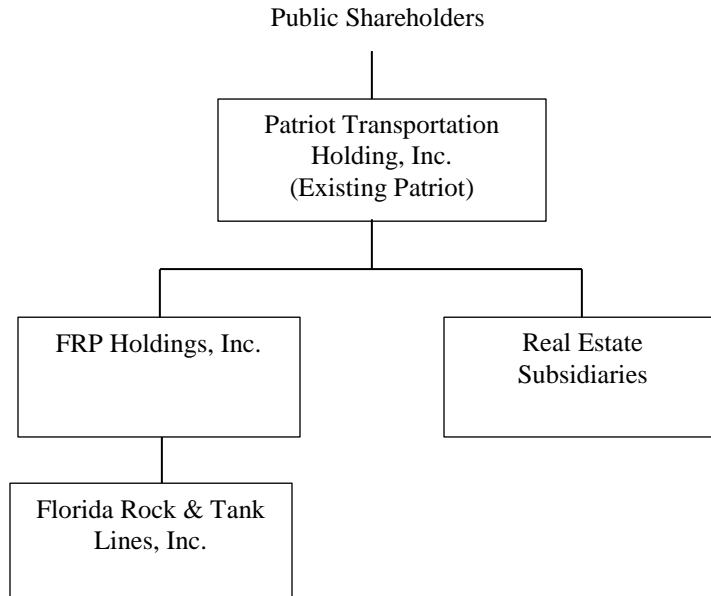 Public Shareholders
Patriot Transportation
Holding, Inc.
(Existing Patriot)
FRP Holdings, Inc.
Real Estate
Subsidiaries
Florida Rock & Tank
Lines, Inc.